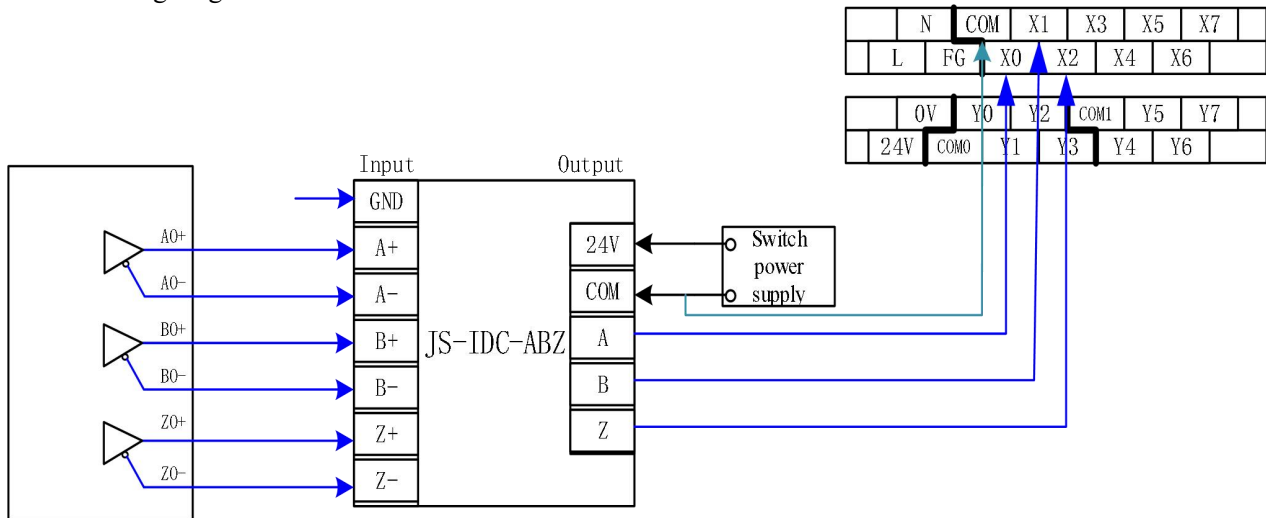 N COM X1 X3 X5 X7
L FG X0 X2 X4 X6
0V Y0 Y2 COM1 Y5 Y7
24V COM0 Y1 Y3 Y4 Y6
Input Output
GND
A0+ A+ 24V Switch
power
supply
A0- A- COM
B0+ B+ JS-IDC-ABZ A
B0- B- B
Z0+ Z+ Z
Z0- Z-